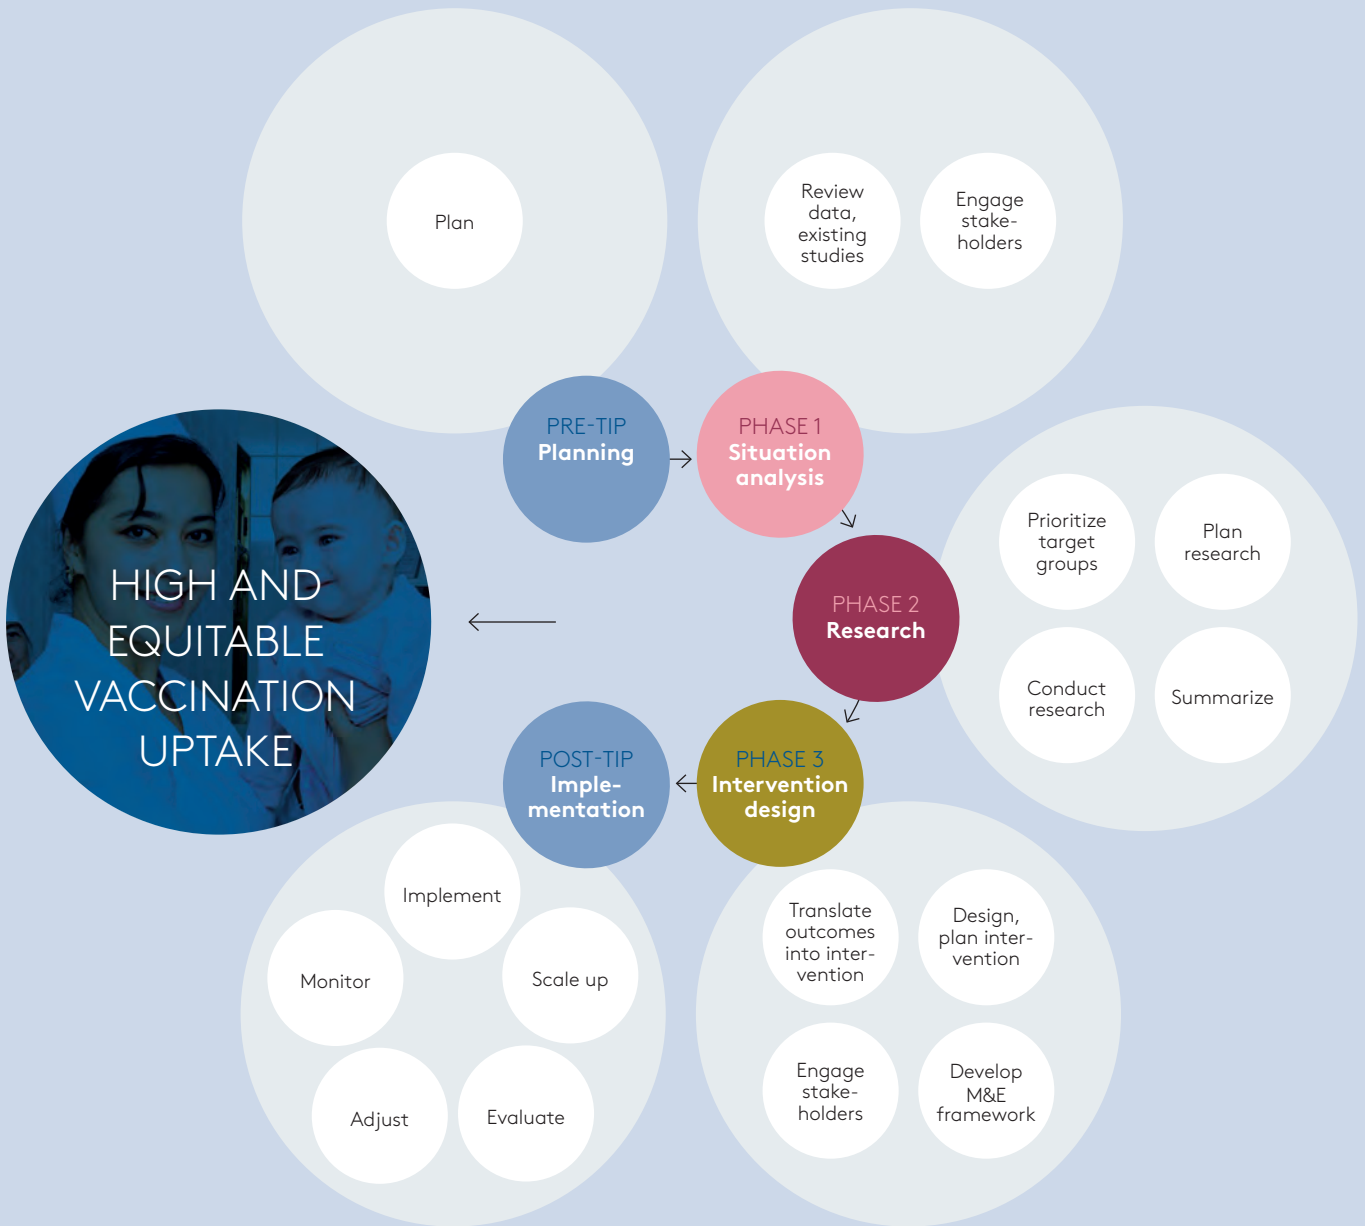 Plan
Review
data,
existing
studies
Engage
stake-
holders
PRE-TIP
Planning
PHASE 1
Situation
analysis
Prioritize
target
groups
Plan
research
Conduct
research
Summarize
PHASE 2
Research
HIGH AND
EQUITABLE
VACCINATION
UPTAKE
POST-TIP
Imple-
mentation
PHASE 3
Intervention
design
Implement
Monitor
Scale up
Adjust
Evaluate
Translate
outcomes
into inter-
vention
Design,
plan inter-
vention
Engage
stake-
holders
Develop
M&E
framework